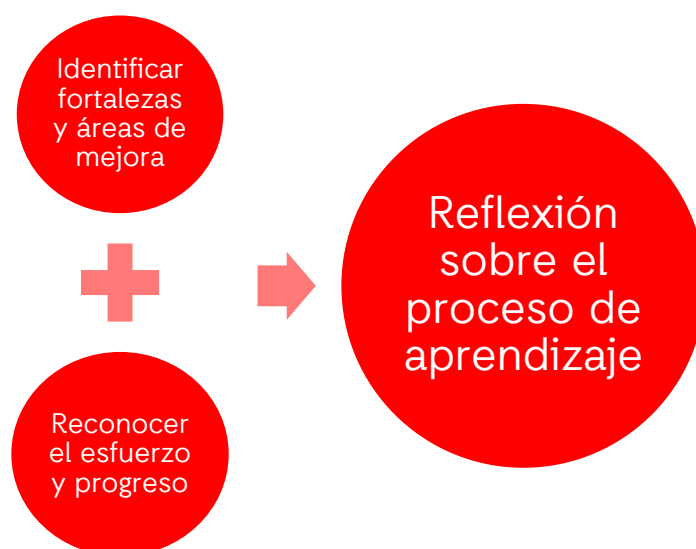 Identificar
fortalezas
y áreas de
mejora
Reconocer
el esfuerzo
y progreso
Reflexión
sobre el
proceso de
aprendizaje